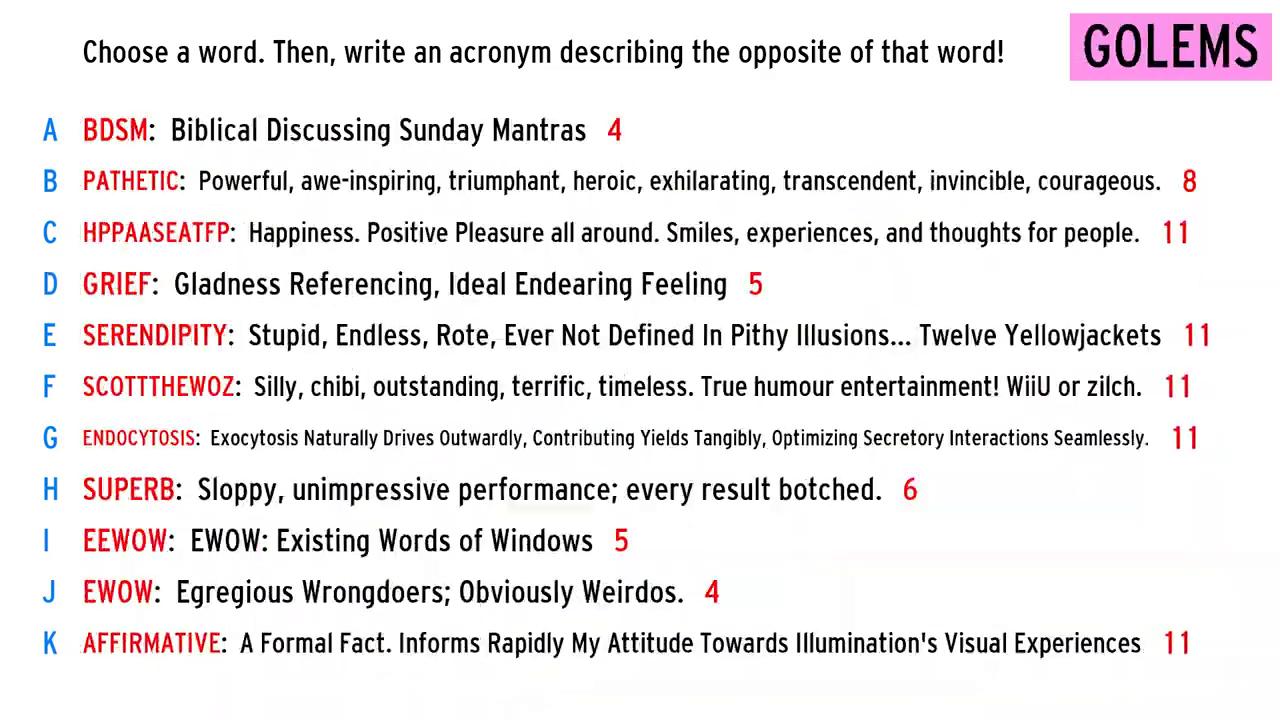 Choose a word. Then, write an acronym describing the opposite of that word!
GOLEMS
A BDSM: Biblical Discussing Sunday Mantras 4
B PATHETIC: Powerful, awe-inspiring, triumphant, heroic, exhilarating, transcendent, invincible, courageous. 8
C HPPAASEATFP: Happiness. Positive Pleasure all around. Smiles, experiences, and thoughts for people. 11
D GRIEF: Gladness Referencing, Ideal Endearing Feeling 5
E SERENDIPITY: Stupid, Endless, Rote, Ever Not Defined In Pithy Illusions... Twelve Yellowjackets 11
F SCOTTTHEWOZ: Silly, chibi, outstanding, terrific, timeless. True humour entertainment! WiiU or zilch. 11
G ENDOCYTOSIS: Exocytosis Naturally Drives Outwardly, Contributing Yields Tangibly, Optimizing Secretory Interactions Seamlessly. 11
H SUPERB: Sloppy, unimpressive performance; every result botched. 6
I EEWOW: EWOW: Existing Words of Windows 5
J EWOW: Egregious Wrongdoers; Obviously Weirdos. 4
K AFFIRMATIVE: A Formal Fact. Informs Rapidly My Attitude Towards Illumination's Visual Experiences 11